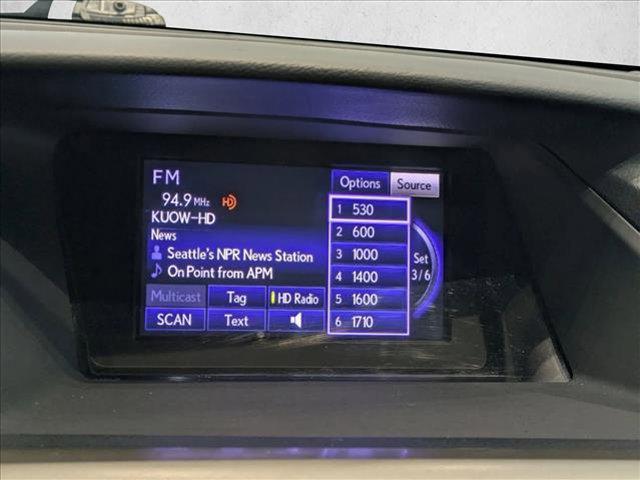 FM
94.9 MHz HD
KUOW-HD
News
Seattle's NPR News Station
On Point from APM
Multicast Tag HD Radio
SCAN Text
Options Source
1 530
2 600
3 1000
4 1400
5 1600
6 1710
Set
3/6